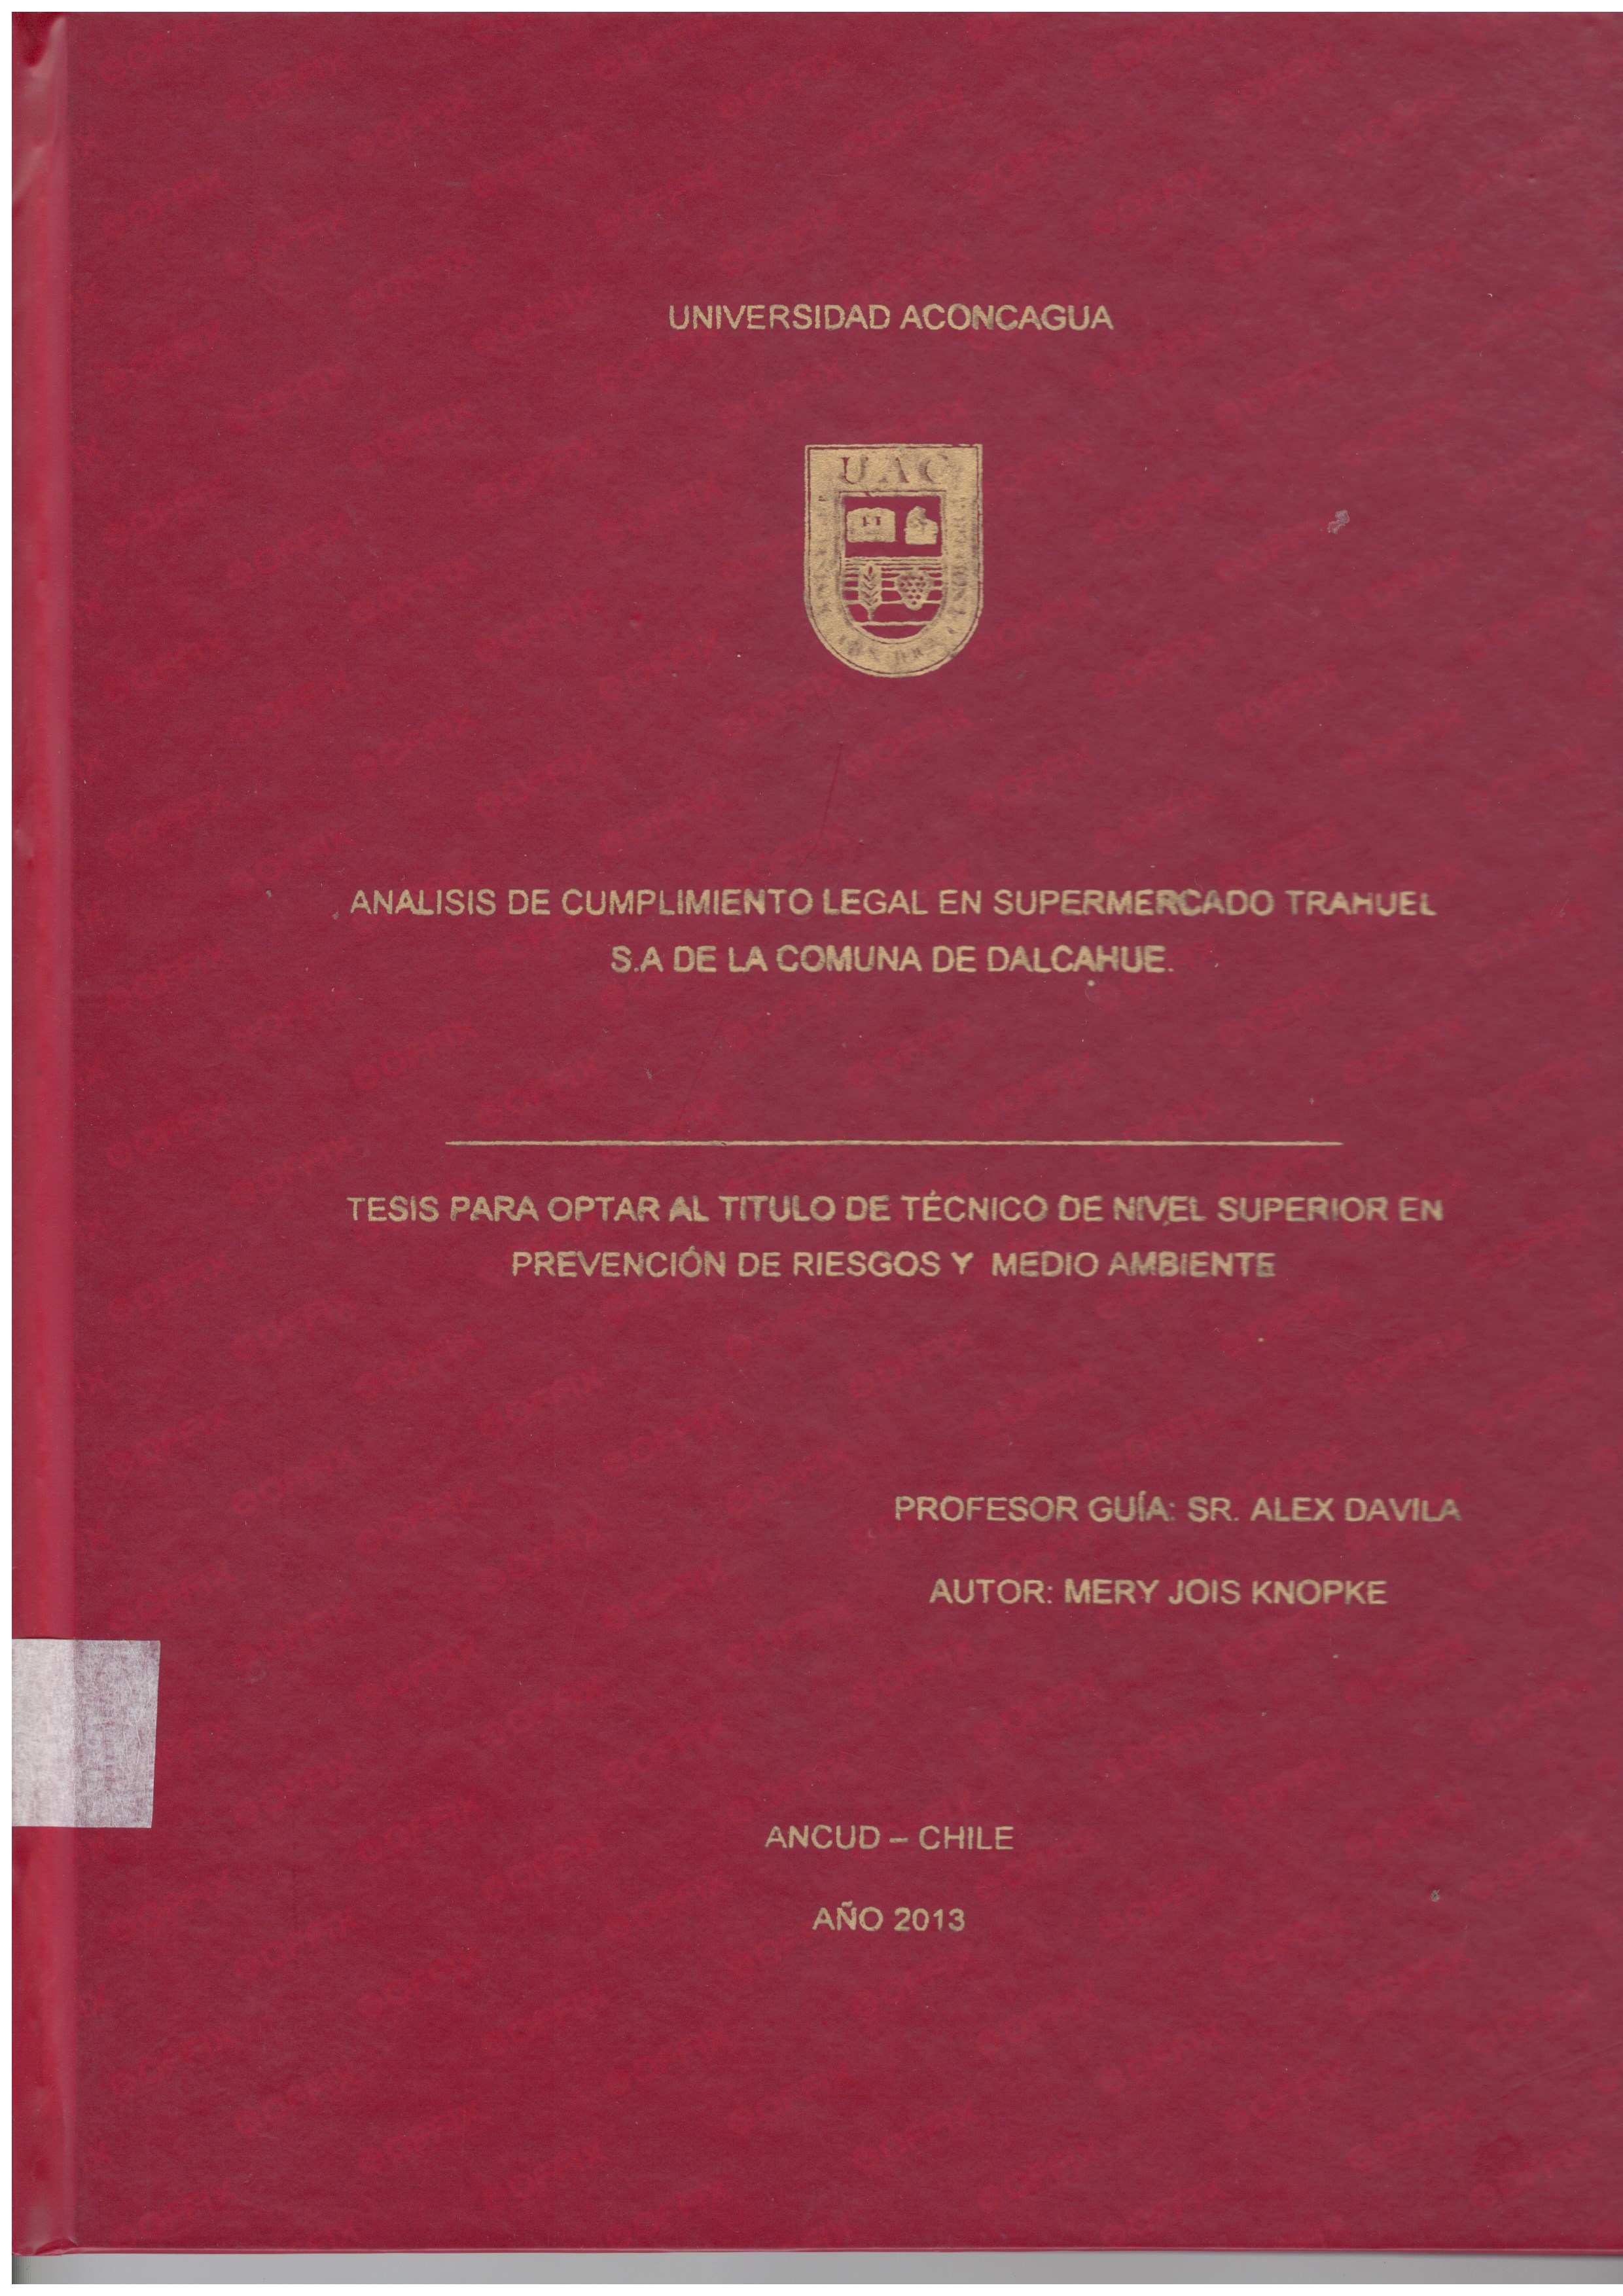 UNIVERSIDAD ACONCAGUA
UAC
ANALISIS DE CUMPLIMIENTO LEGAL EN SUPERMERCADO TRAHUEL
S.A DE LA COMUNA DE DALCAHUE.
TESIS PARA OPTAR AL TITULO DE TÉCNICO DE NIVEL SUPERIOR EN
PREVENCIÓN DE RIESGOS Y MEDIO AMBIENTE
PROFESOR GUÍA: SR. ALEX DAVILA
AUTOR: MERY JOIS KNOPKE
ANCUD – CHILE
AÑO 2013